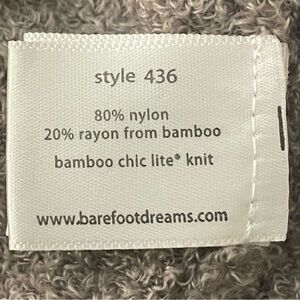 style 436
80% nylon
20% rayon from bamboo
bamboo chic lite® knit
www.barefootdreams.com